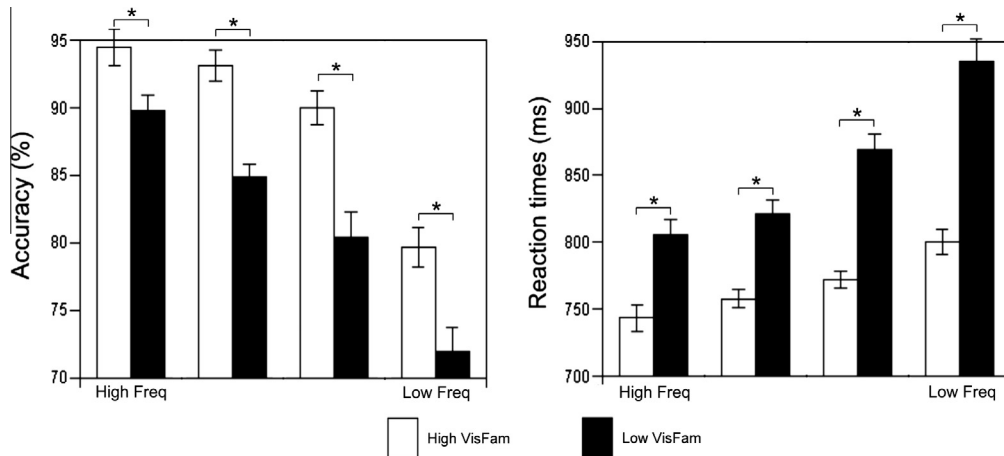 *
*
*
*
95
90
85
80
75
70
Accuracy (%)
High Freq
Low Freq
*
*
*
*
950
900
850
800
750
700
Reaction times (ms)
High Freq
Low Freq
High VisFam
Low VisFam